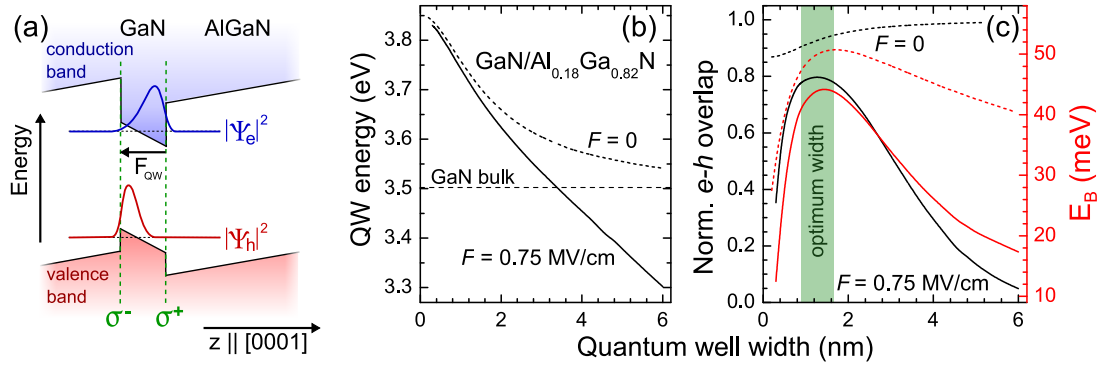 (a)
GaN AlGaN
conduction
band
|Ψe|²
FQW
Energy
|Ψh|²
valence
band
σ- σ+
z || [0001]
(b)
GaN/Al0.18Ga0.82N
F = 0
GaN bulk
F = 0.75 MV/cm
QW energy (eV)
3.8
3.7
3.6
3.5
3.4
3.3
0 2 4 6
(c)
F = 0
optimum width
F = 0.75 MV/cm
Norm. e-h overlap
1.0
0.8
0.6
0.4
0.2
0.0
0 2 4 6
50
40
30
20
10
EB (meV)
Quantum well width (nm)